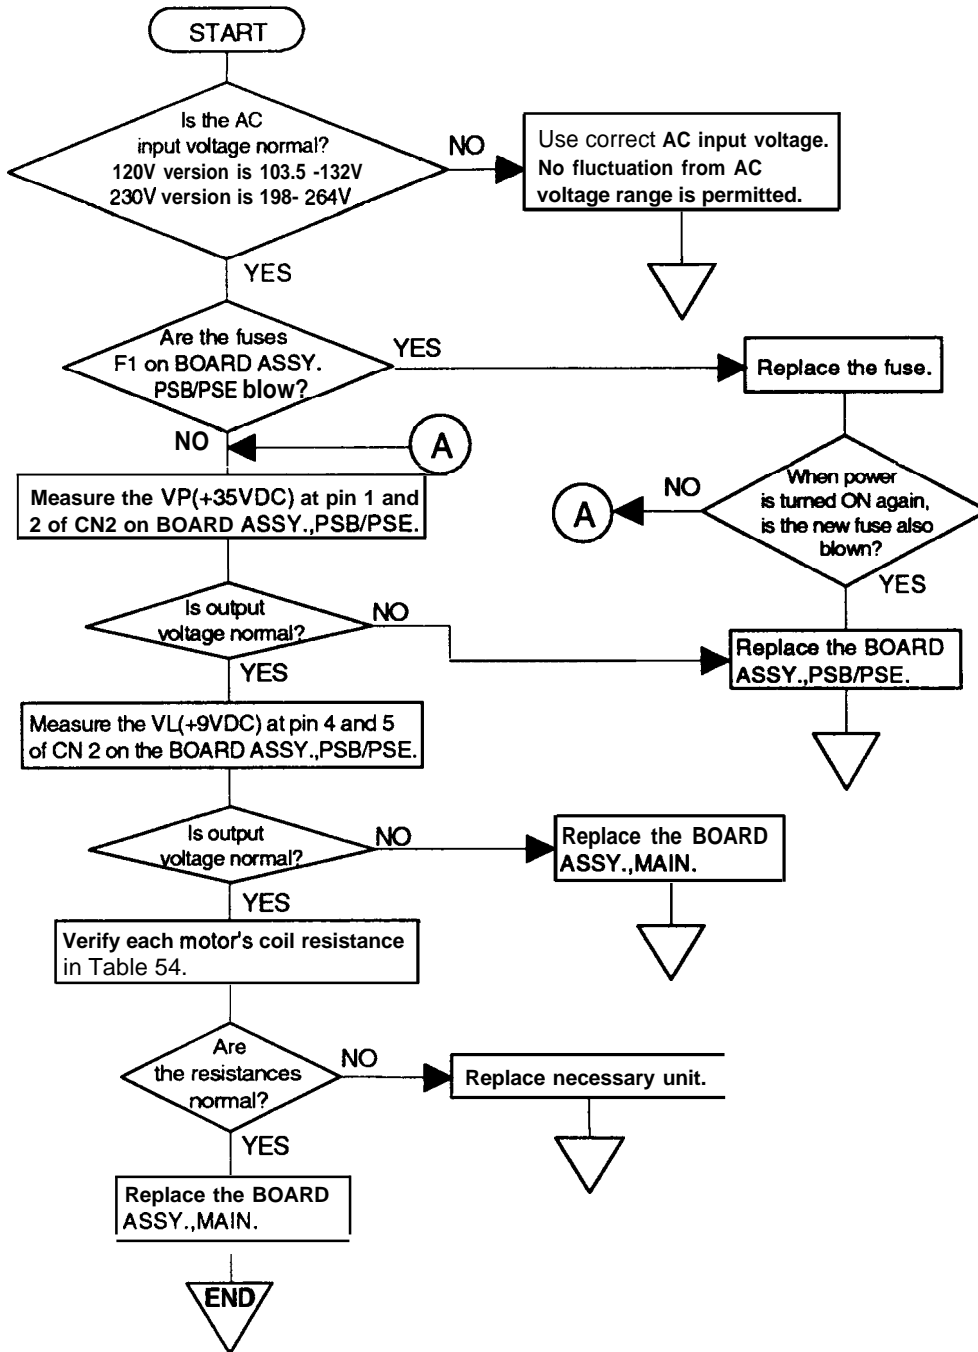 START
Is the AC
input voltage normal?
120V version is 103.5 -132V
230V version is 198- 264V
NO
Use correct AC input voltage.
No fluctuation from AC
voltage range is permitted.
YES
Are the fuses
F1 on BOARD ASSY.
PSB/PSE blow?
YES
Replace the fuse.
NO
A
When power
is turned ON again,
is the new fuse also
blown?
NO
A
YES
Measure the VP(+35VDC) at pin 1 and
2 of CN2 on BOARD ASSY.,PSB/PSE.
Is output
voltage normal?
NO
Replace the BOARD
ASSY.,PSB/PSE.
YES
Measure the VL(+9VDC) at pin 4 and 5
of CN 2 on the BOARD ASSY.,PSB/PSE.
Is output
voltage normal?
NO
Replace the BOARD
ASSY.,MAIN.
YES
Verify each motor's coil resistance
in Table 54.
Are
the resistances
normal?
NO
Replace necessary unit.
YES
Replace the BOARD
ASSY.,MAIN.
END